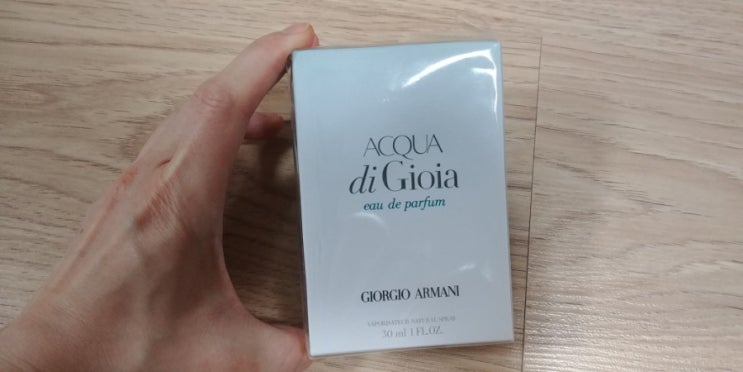 ACQUA
di Gioia
eau de parfum
GIORGIO ARMANI
VAPORISATEUR NATURAL SPRAY
30 ml 1 FL.OZ.